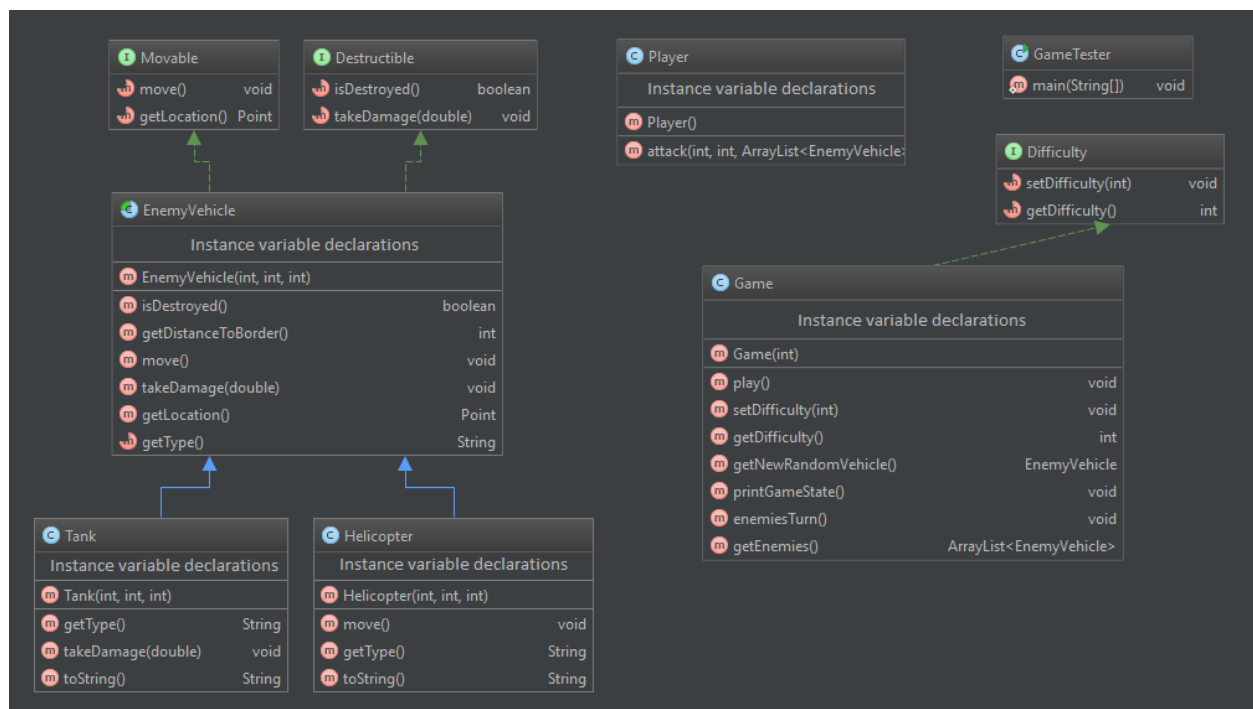 I Movable
m move() void
m getLocation() Point
I Destructible
m isDestroyed() boolean
m takeDamage(double) void
C Player
Instance variable declarations
m Player()
m attack(int, int, ArrayList<EnemyVehicle>
C GameTester
m main(String[]) void
I Difficulty
m setDifficulty(int) void
m getDifficulty() int
C EnemyVehicle
Instance variable declarations
m EnemyVehicle(int, int, int)
m isDestroyed() boolean
m getDistanceToBorder() int
m move() void
m takeDamage(double) void
m getLocation() Point
m getType() String
C Game
Instance variable declarations
m Game(int)
m play() void
m setDifficulty(int) void
m getDifficulty() int
m getNewRandomVehicle() EnemyVehicle
m printGameState() void
m enemiesTurn() void
m getEnemies() ArrayList<EnemyVehicle>
C Tank
Instance variable declarations
m Tank(int, int, int)
m getType() String
m takeDamage(double) void
m toString() String
C Helicopter
Instance variable declarations
m Helicopter(int, int, int)
m move() void
m getType() String
m toString() String